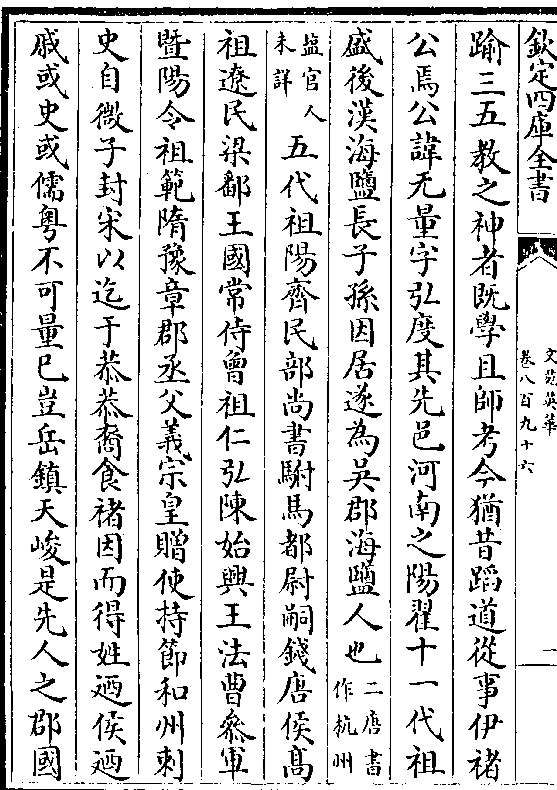 欽定四庫全書
文苑英華
卷八百九十六
一
踰三五教之神者既學且師考今猶昔蹈道從事伊褚
公焉公諱无量字弘度其先邑河南之陽翟十一代祖
盛後漢海鹽長子孫因居遂為吳郡海鹽人也二唐書作杭州
鹽官人未詳五代祖陽齊民部尚書駙馬都尉嗣錢唐侯高
祖遼民梁鄱王國常侍曾祖仁弘陳始興王法曹叅軍
暨陽令祖範隋豫章郡丞父義宗皇贈使持節和州刺
史自微子封宋以迄于恭恭裔食褚因而得姓廼侯廼
戚或史或儒粤不可量已豈岳鎮天峻是先人之郡國